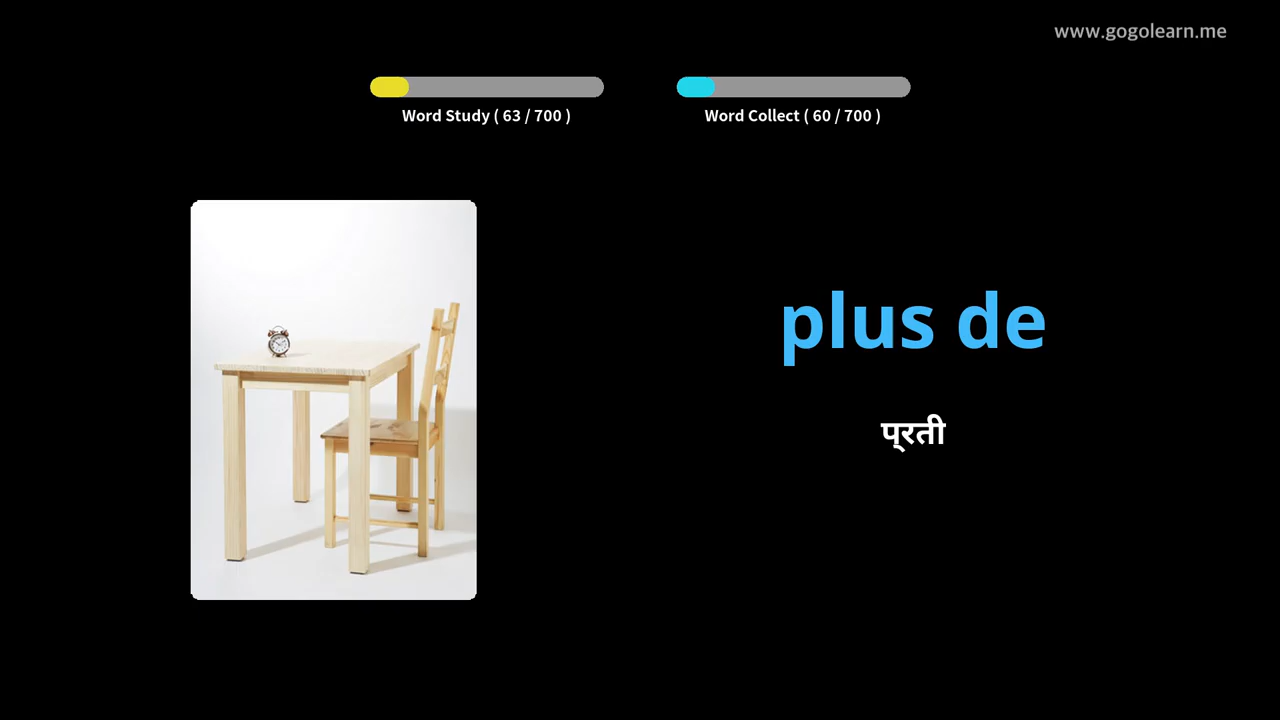 www.gogolearn.me
Word Study ( 63 / 700 )
Word Collect ( 60 / 700 )
plus de
प्रती